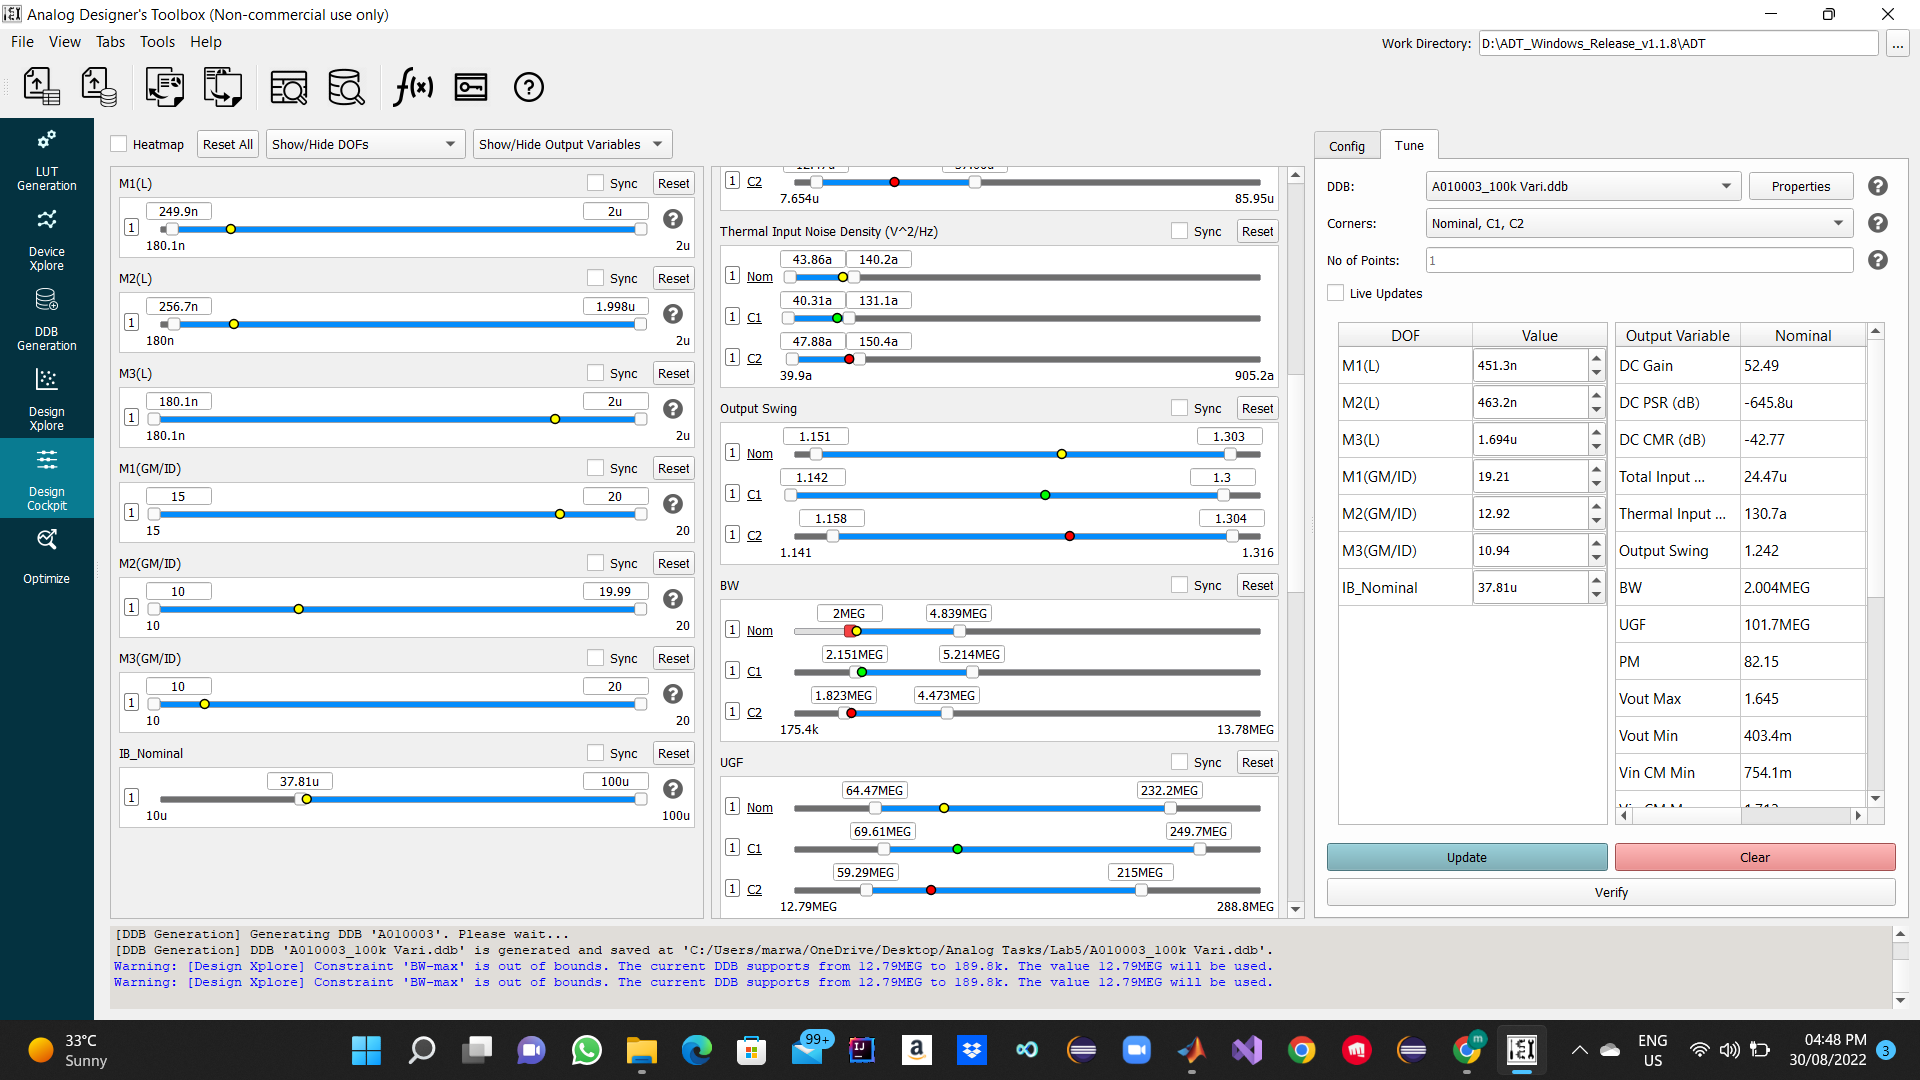 Analog Designer's Toolbox (Non-commercial use only)
File View Tabs Tools Help
Work Directory: D:\ADT_Windows_Release_v1.1.8\ADT ...
f(x)
LUT
Generation
Device
Xplore
DDB
Generation
Design
Xplore
Design
Cockpit
Optimize
Heatmap Reset All Show/Hide DOFs Show/Hide Output Variables
M1(L) Sync Reset
249.9n 2u
1
180.1n 2u
M2(L) Sync Reset
256.7n 1.998u
1
180n 2u
M3(L) Sync Reset
180.1n 2u
1
180.1n 2u
M1(GM/ID) Sync Reset
15 20
1
15 20
M2(GM/ID) Sync Reset
10 19.99
1
10 20
M3(GM/ID) Sync Reset
10 20
1
10 20
IB_Nominal Sync Reset
37.81u 100u
1
10u 100u
1 C2
7.654u 85.95u
Thermal Input Noise Density (V^2/Hz) Sync Reset
43.86a 140.2a
1 Nom
40.31a 131.1a
1 C1
47.88a 150.4a
1 C2
39.9a 905.2a
Output Swing Sync Reset
1.151 1.303
1 Nom
1.142 1.3
1 C1
1.158 1.304
1 C2
1.141 1.316
BW Sync Reset
2MEG 4.839MEG
1 Nom
2.151MEG 5.214MEG
1 C1
1.823MEG 4.473MEG
1 C2
175.4k 13.78MEG
UGF Sync Reset
64.47MEG 232.2MEG
1 Nom
69.61MEG 249.7MEG
1 C1
59.29MEG 215MEG
1 C2
12.79MEG 288.8MEG
Config Tune
DDB: A010003_100k Vari.ddb Properties
Corners: Nominal, C1, C2
No of Points: 1
Live Updates
DOF Value
M1(L) 451.3n
M2(L) 463.2n
M3(L) 1.694u
M1(GM/ID) 19.21
M2(GM/ID) 12.92
M3(GM/ID) 10.94
IB_Nominal 37.81u
Output Variable Nominal
DC Gain 52.49
DC PSR (dB) -645.8u
DC CMR (dB) -42.77
Total Input ... 24.47u
Thermal Input ... 130.7a
Output Swing 1.242
BW 2.004MEG
UGF 101.7MEG
PM 82.15
Vout Max 1.645
Vout Min 403.4m
Vin CM Min 754.1m
Update Clear
Verify
[DDB Generation] Generating DDB 'A010003'. Please wait...
[DDB Generation] DDB 'A010003_100k Vari.ddb' is generated and saved at 'C:/Users/marwa/OneDrive/Desktop/Analog Tasks/Lab5/A010003_100k Vari.ddb'.
Warning: [Design Xplore] Constraint 'BW-max' is out of bounds. The current DDB supports from 12.79MEG to 189.8k. The value 12.79MEG will be used.
Warning: [Design Xplore] Constraint 'BW-max' is out of bounds. The current DDB supports from 12.79MEG to 189.8k. The value 12.79MEG will be used.
33°C
Sunny
99+
IJ
a
m
ENG
US
04:48 PM
30/08/2022
3